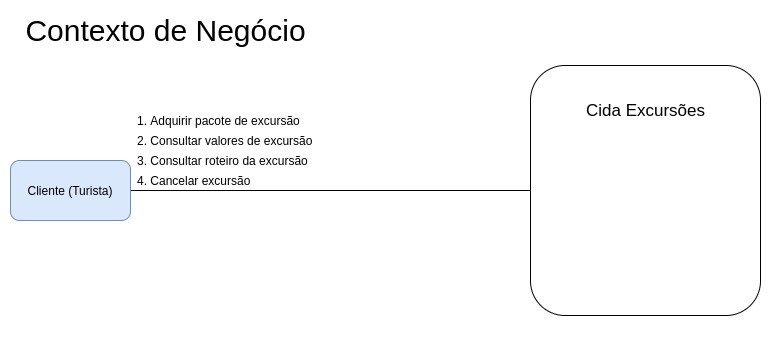 Contexto de Negócio
Cida Excursões
1. Adquirir pacote de excursão
2. Consultar valores de excursão
3. Consultar roteiro da excursão
4. Cancelar excursão
Cliente (Turista)